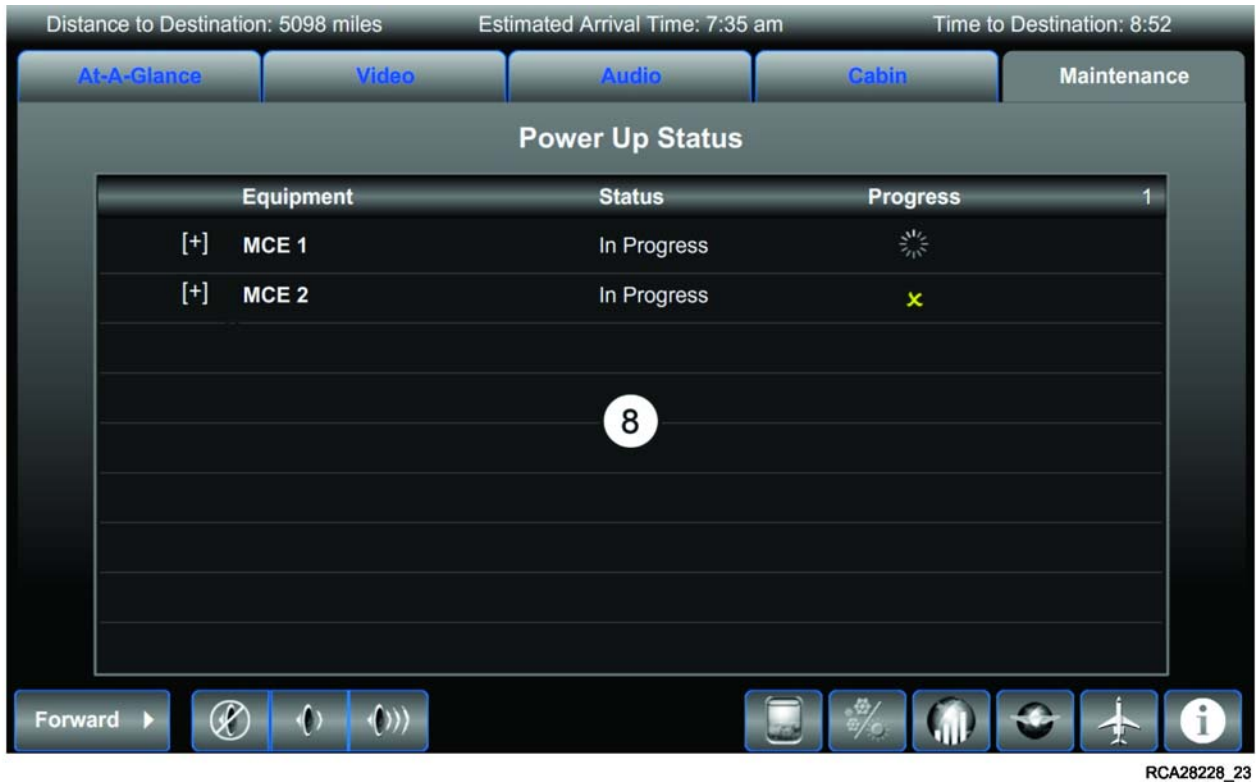 Distance to Destination: 5098 miles Estimated Arrival Time: 7:35 am Time to Destination: 8:52
At-A-Glance Video Audio Cabin Maintenance
Power Up Status
Equipment Status Progress 1
[+] MCE 1 In Progress
[+] MCE 2 In Progress
8
Forward
RCA28228_23